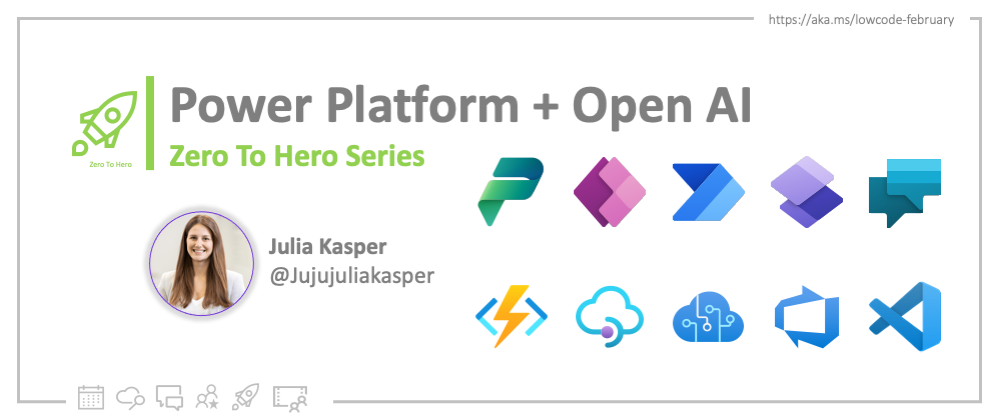 https://aka.ms/lowcode-february
Power Platform + Open AI
Zero To Hero
Zero To Hero Series
Julia Kasper
@Jujujuliakasper